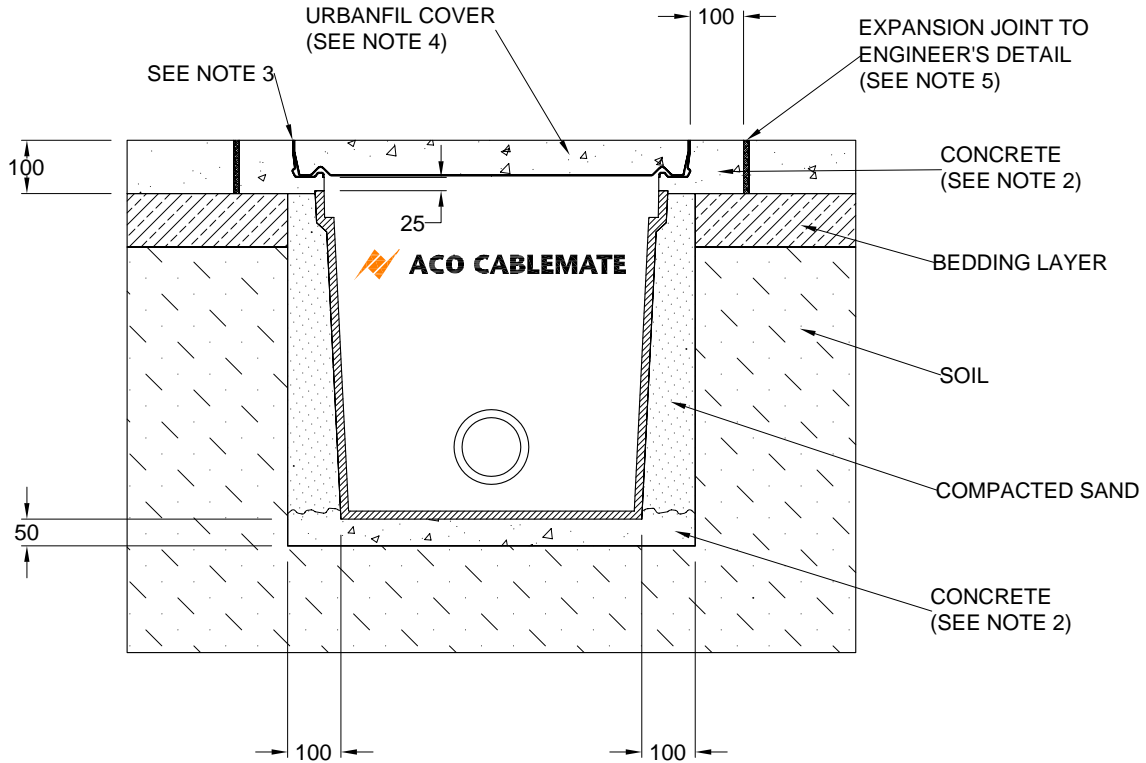 URBANFIL COVER
(SEE NOTE 4)
100
EXPANSION JOINT TO
ENGINEER'S DETAIL
(SEE NOTE 5)
SEE NOTE 3
100
CONCRETE
(SEE NOTE 2)
25
ACO CABLEMATE
BEDDING LAYER
SOIL
COMPACTED SAND
50
CONCRETE
(SEE NOTE 2)
100
100